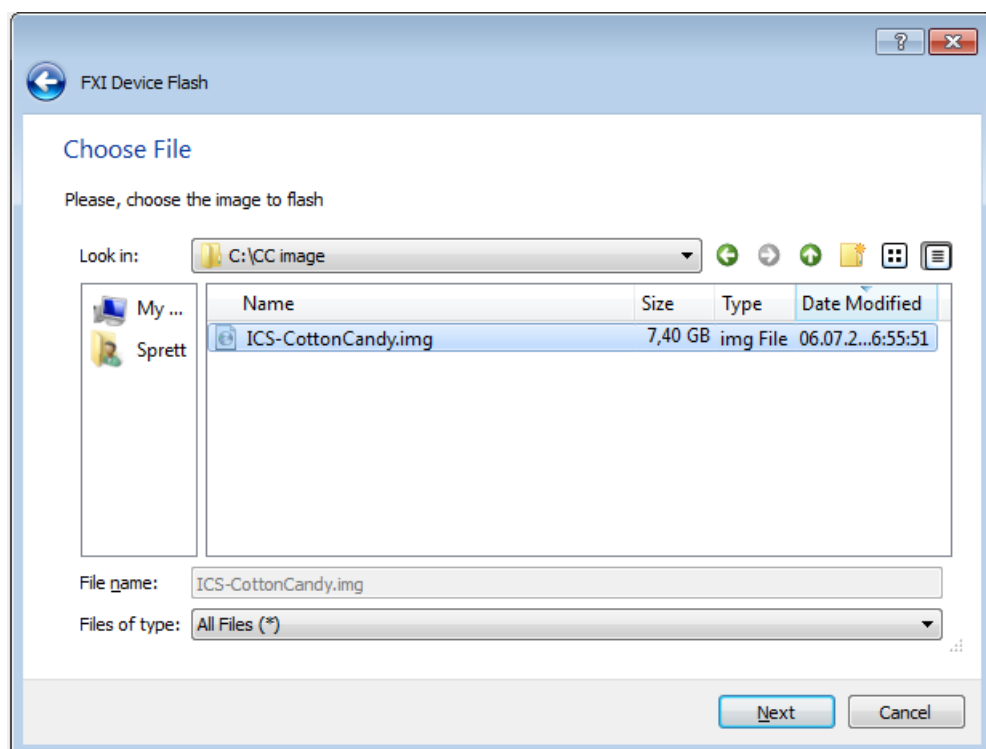 ?
FXI Device Flash
Choose File
Please, choose the image to flash
Look in: C:\CC image
My ...
Sprett
Name Size Type Date Modified
ICS-CottonCandy.img 7,40 GB img File 06.07.2...6:55:51
File name: ICS-CottonCandy.img
Files of type: All Files (*)
Next Cancel